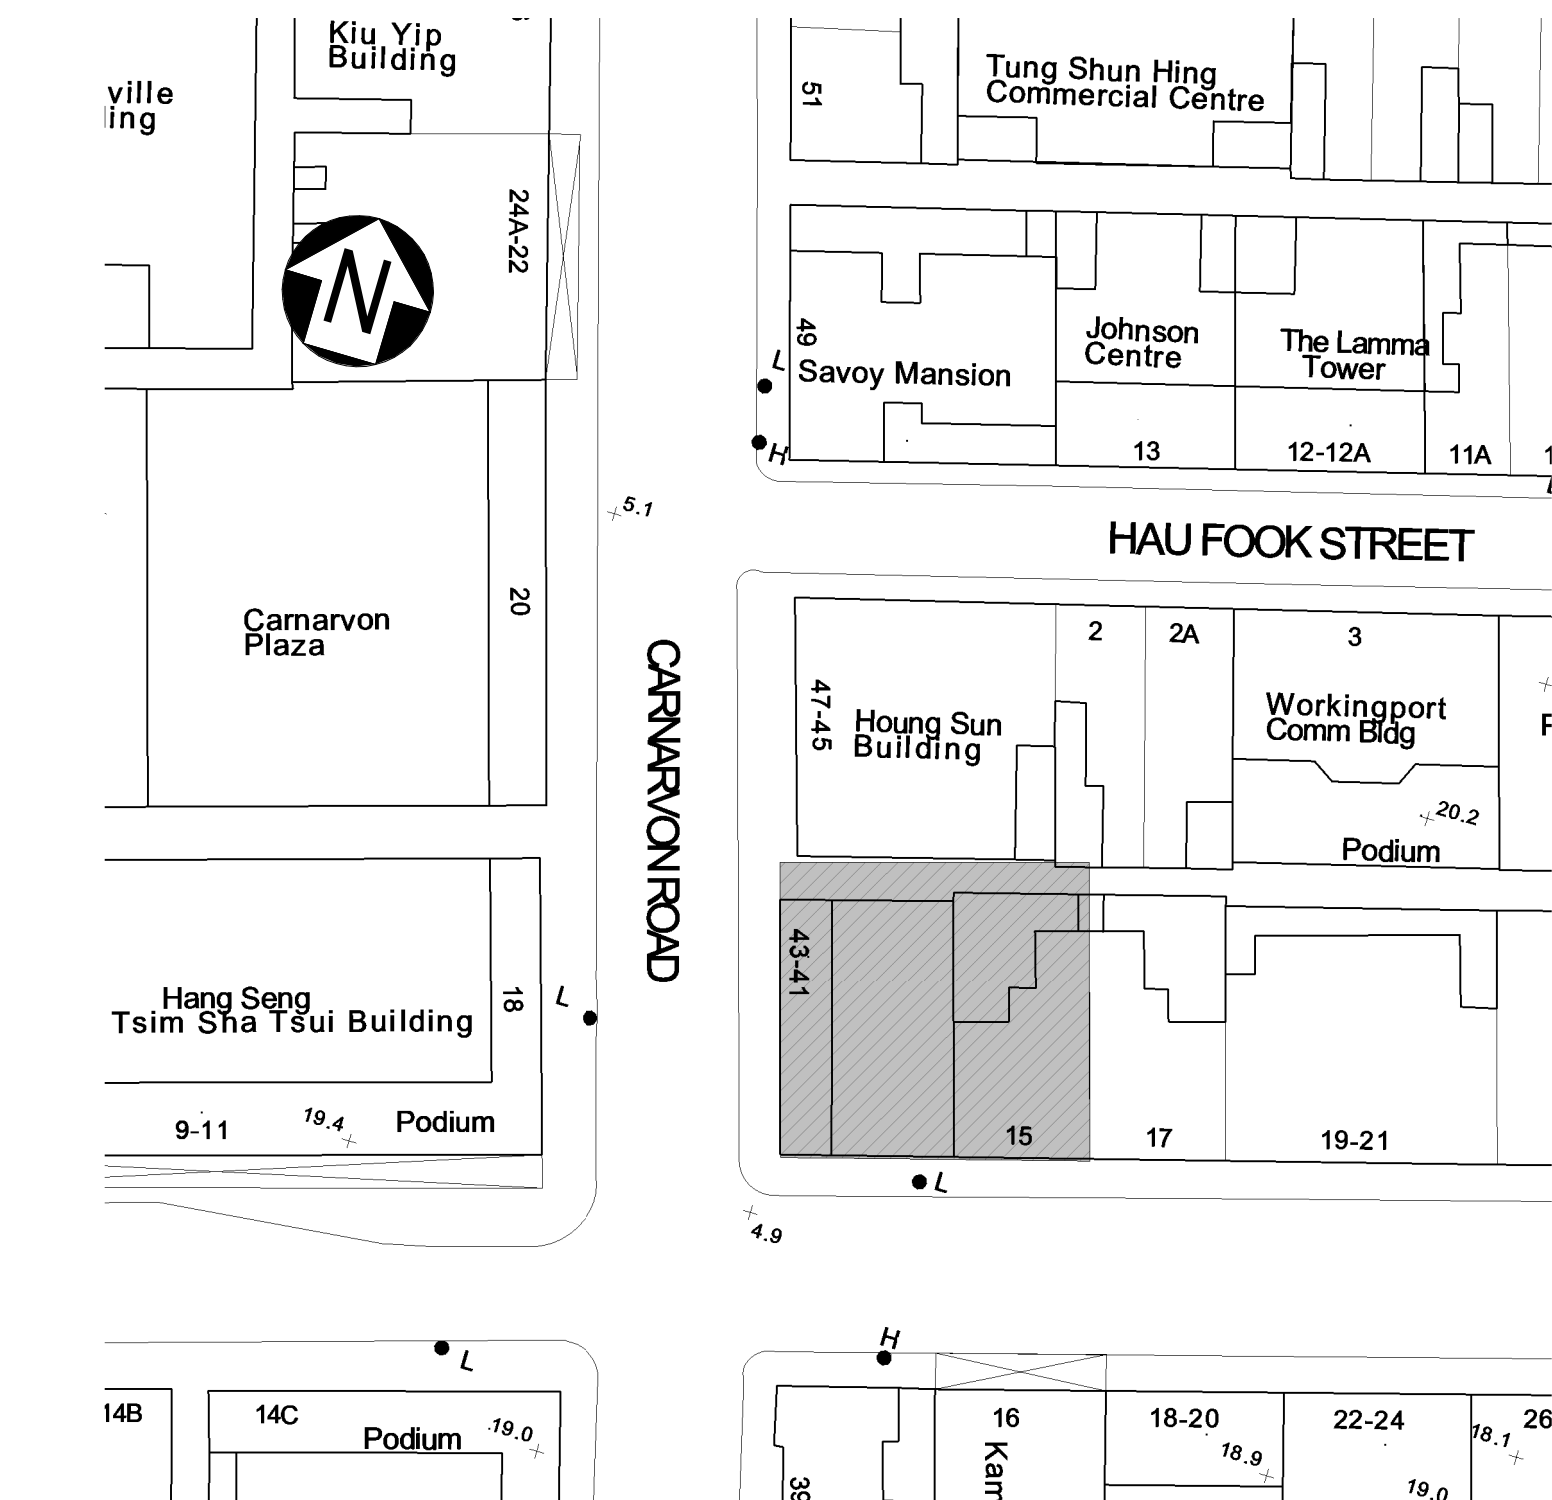 Kiu Yip
Building
ville
ing
51
Tung Shun Hing
Commercial Centre
24A-22
N
49
L
Savoy Mansion
H
Johnson
Centre
The Lamma
Tower
13
12-12A
11A
5.1
HAU FOOK STREET
Carnarvon
Plaza
20
CARNARVON ROAD
47-45
Houng Sun
Building
2
2A
3
Workingport
Comm Bldg
20.2
Podium
43-41
Hang Seng
Tsim Sha Tsui Building
18
L
9-11
19.4
Podium
15
17
19-21
L
4.9
H
L
14B
14C
Podium
19.0
16
Kam
39
18-20
18.9
22-24
19.0
18.1
26